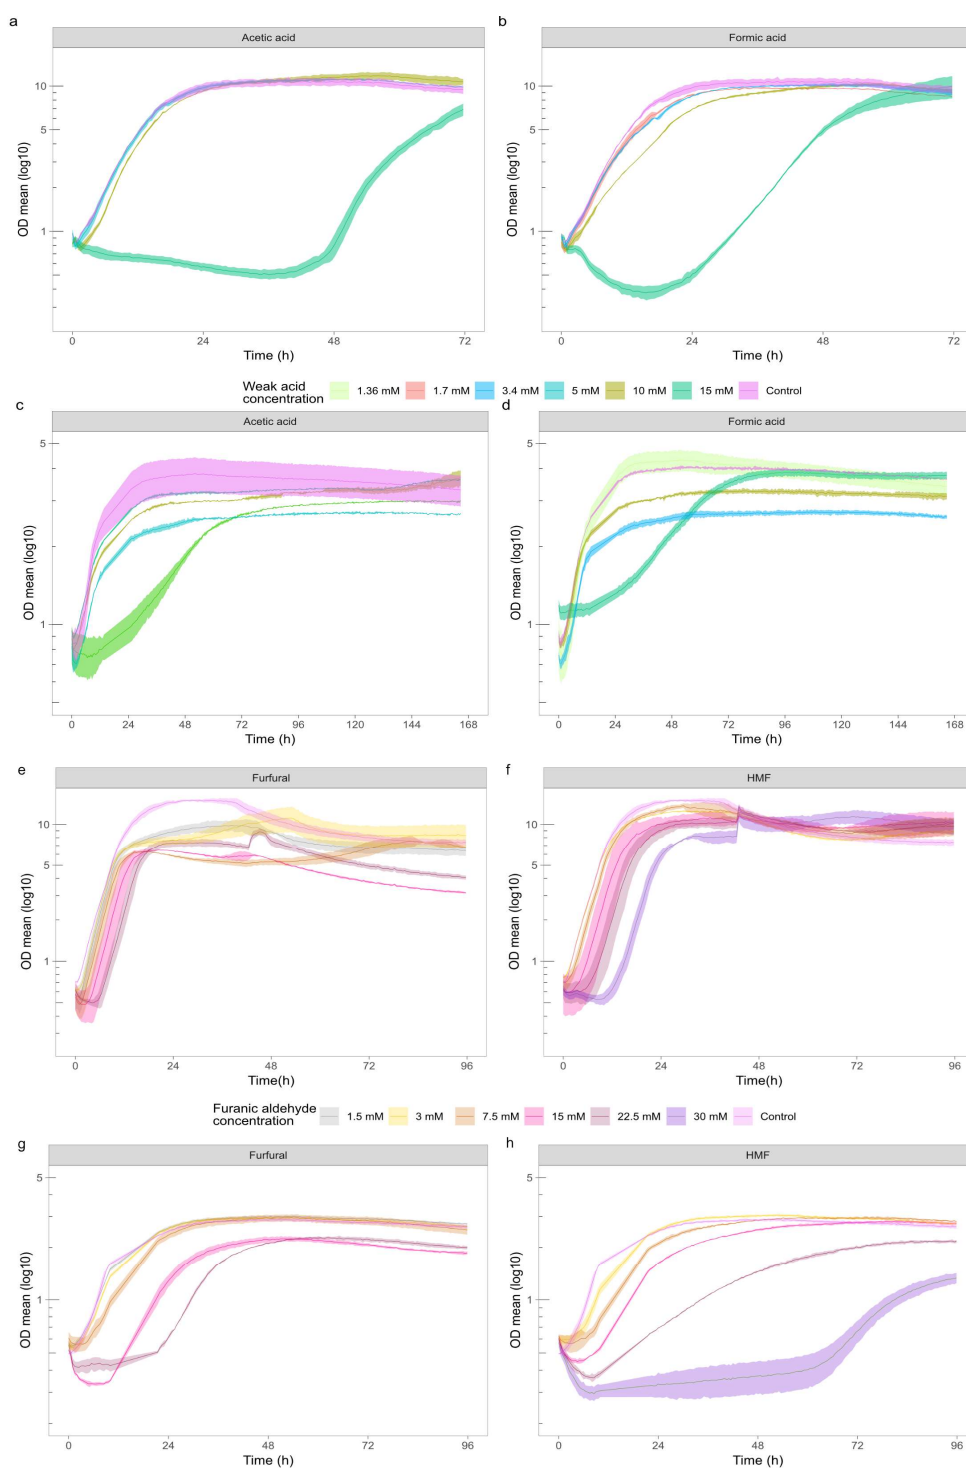 a
Acetic acid
10
5
1
OD mean (log10)
0 24 48 72
Time (h)
b
Formic acid
10
5
1
OD mean (log10)
0 24 48 72
Time (h)
Weak acid
concentration
1.36 mM 1.7 mM 3.4 mM 5 mM 10 mM 15 mM Control
c
Acetic acid
5
1
OD mean (log10)
0 24 48 72 96 120 144 168
Time (h)
d
Formic acid
5
1
OD mean (log10)
0 24 48 72 96 120 144 168
Time (h)
e
Furfural
10
5
1
OD mean (log10)
0 24 48 72 96
Time(h)
f
HMF
10
5
1
OD mean (log10)
0 24 48 72 96
Time(h)
Furanic aldehyde
concentration
1.5 mM 3 mM 7.5 mM 15 mM 22.5 mM 30 mM Control
g
Furfural
5
1
OD mean (log10)
0 24 48 72 96
Time (h)
h
HMF
5
1
OD mean (log10)
0 24 48 72 96
Time (h)